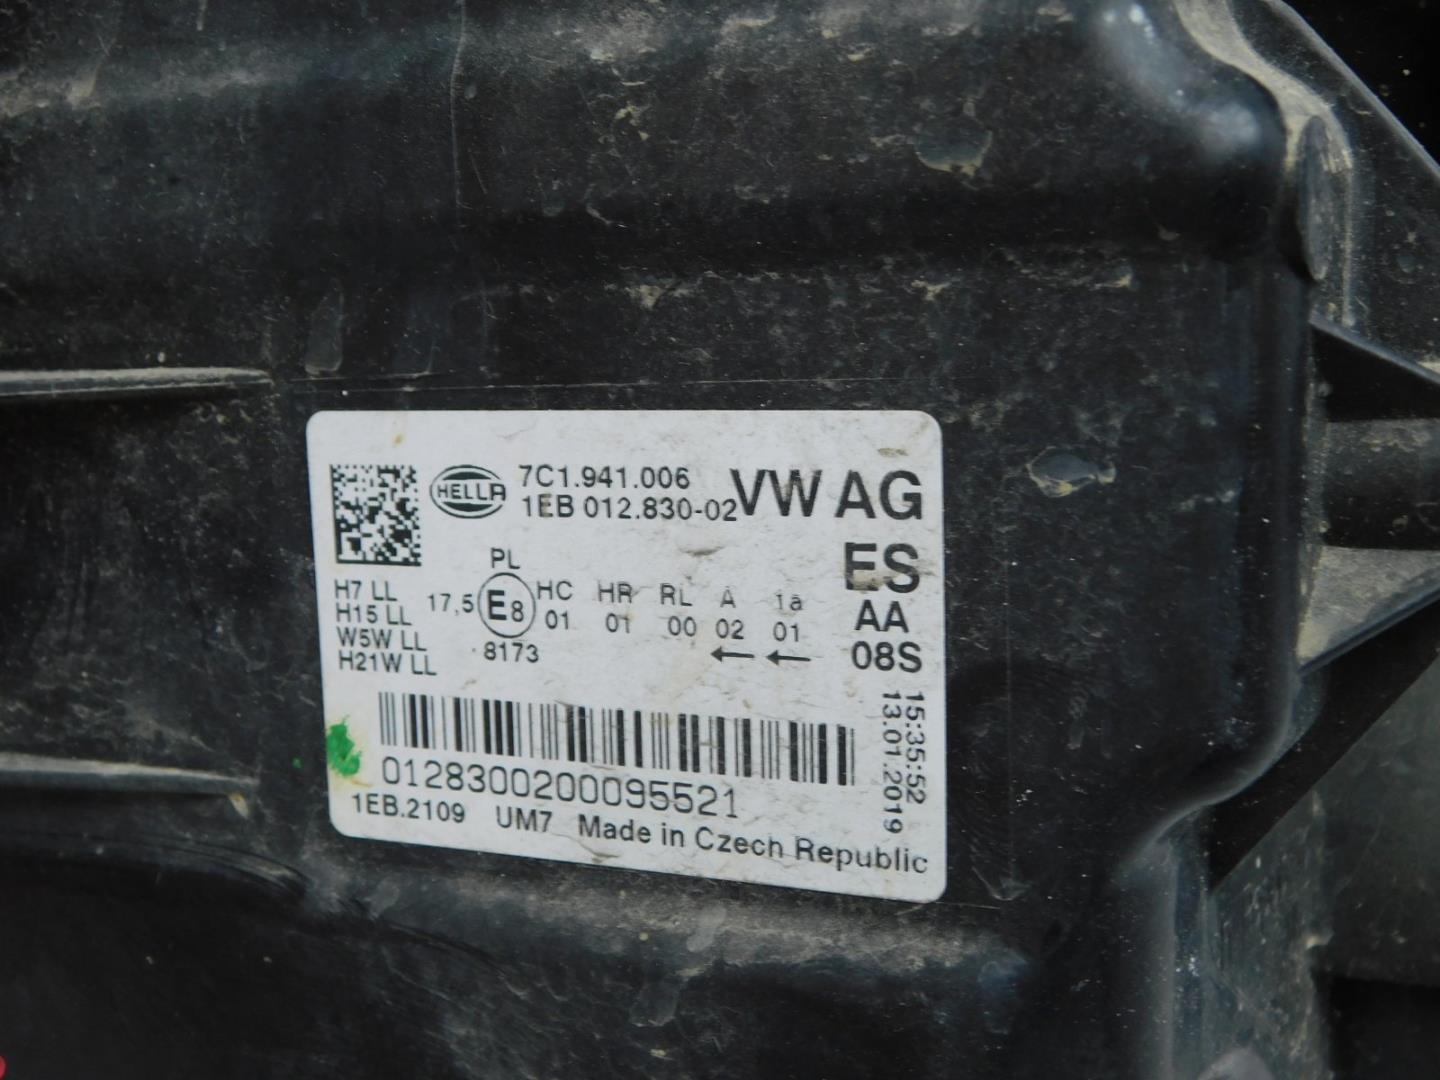 HELLA
7C1.941.006
1EB 012.830-02
VW AG
ES
AA
08S
PL
H7 LL
H15 LL
W5W LL
H21W LL
17,5 E8 HC HR RL A 1a
01 01 00 02 01
8173 ← ←
15:35:52
13.01.2019
0128300200095521
1EB.2109 UM7 Made in Czech Republic